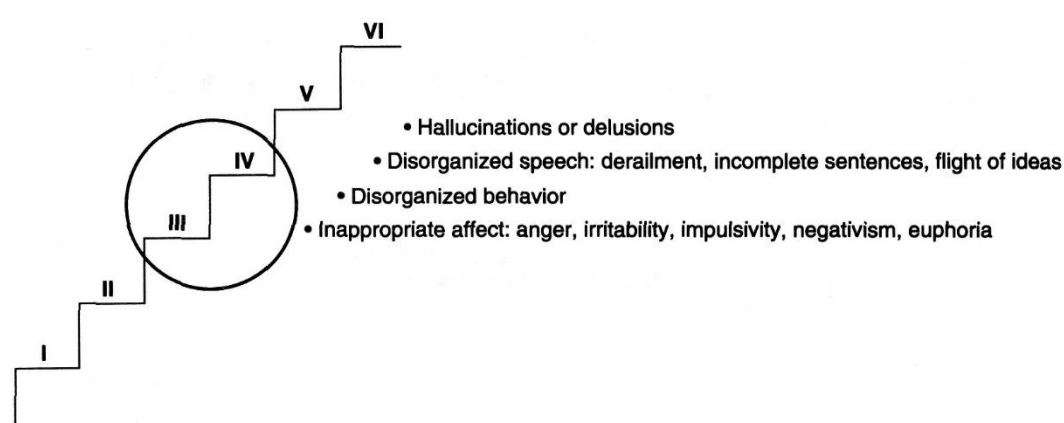 VI
V
• Hallucinations or delusions
IV
• Disorganized speech: derailment, incomplete sentences, flight of ideas
• Disorganized behavior
III
• Inappropriate affect: anger, irritability, impulsivity, negativism, euphoria
II
I